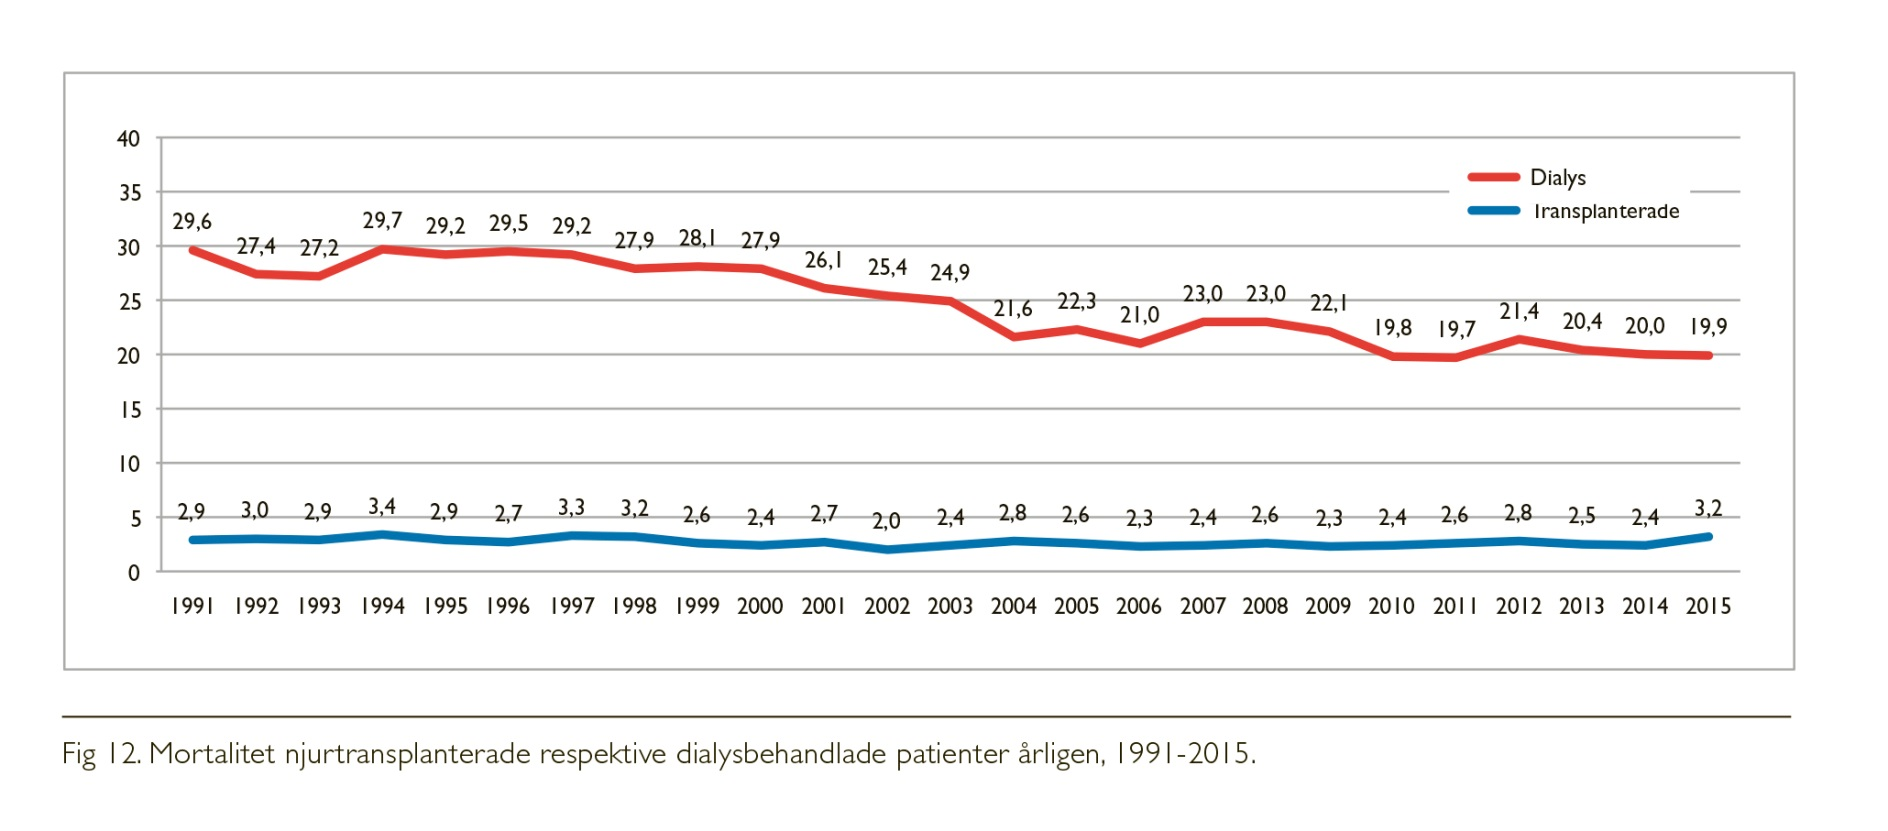 40
35
30
25
20
15
10
5
0
Dialys
Transplanterade
29,6 27,4 27,2 29,7 29,2 29,5 29,2 27,9 28,1 27,9 26,1 25,4 24,9 21,6 22,3 21,0 23,0 23,0 22,1 19,8 19,7 21,4 20,4 20,0 19,9
2,9 3,0 2,9 3,4 2,9 2,7 3,3 3,2 2,6 2,4 2,7 2,0 2,4 2,8 2,6 2,3 2,4 2,6 2,3 2,4 2,6 2,8 2,5 2,4 3,2
1991 1992 1993 1994 1995 1996 1997 1998 1999 2000 2001 2002 2003 2004 2005 2006 2007 2008 2009 2010 2011 2012 2013 2014 2015
Fig 12. Mortalitet njurtransplanterade respektive dialysbehandlade patienter årligen, 1991-2015.